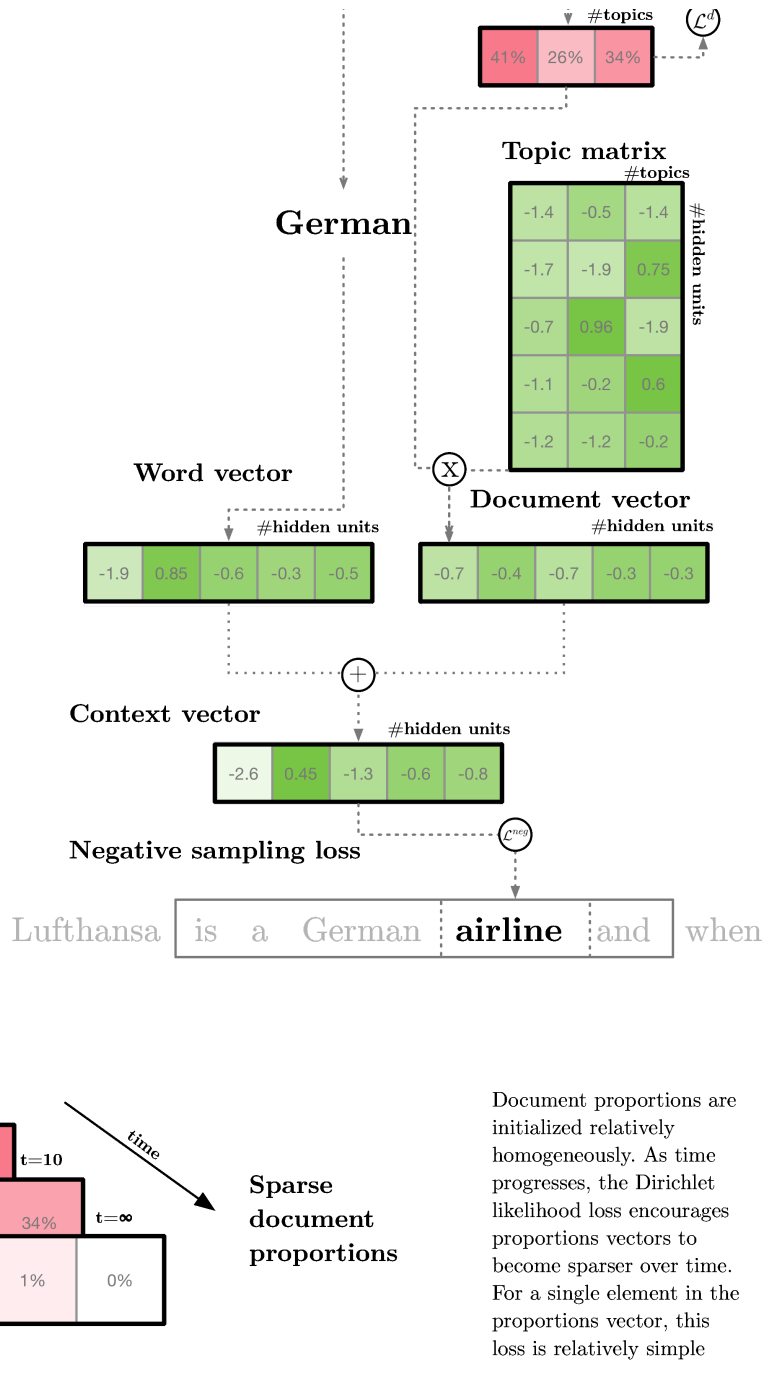 #topics
ℒᵈ
41% 26% 34%
Topic matrix
#topics
#hidden units
-1.4 -0.5 -1.4
-1.7 -1.9 0.75
-0.7 0.96 -1.9
-1.1 -0.2 0.6
-1.2 -1.2 -0.2
German
X
Word vector
#hidden units
-1.9 0.85 -0.6 -0.3 -0.5
Document vector
#hidden units
-0.7 -0.4 -0.7 -0.3 -0.3
+
Context vector
#hidden units
-2.6 0.45 -1.3 -0.6 -0.8
ℒⁿᵉᵍ
Negative sampling loss
Lufthansa is a German airline and when
time
t=10
34%
t=∞
1% 0%
Sparse
document
proportions
Document proportions are
initialized relatively
homogeneously. As time
progresses, the Dirichlet
likelihood loss encourages
proportions vectors to
become sparser over time.
For a single element in the
proportions vector, this
loss is relatively simple